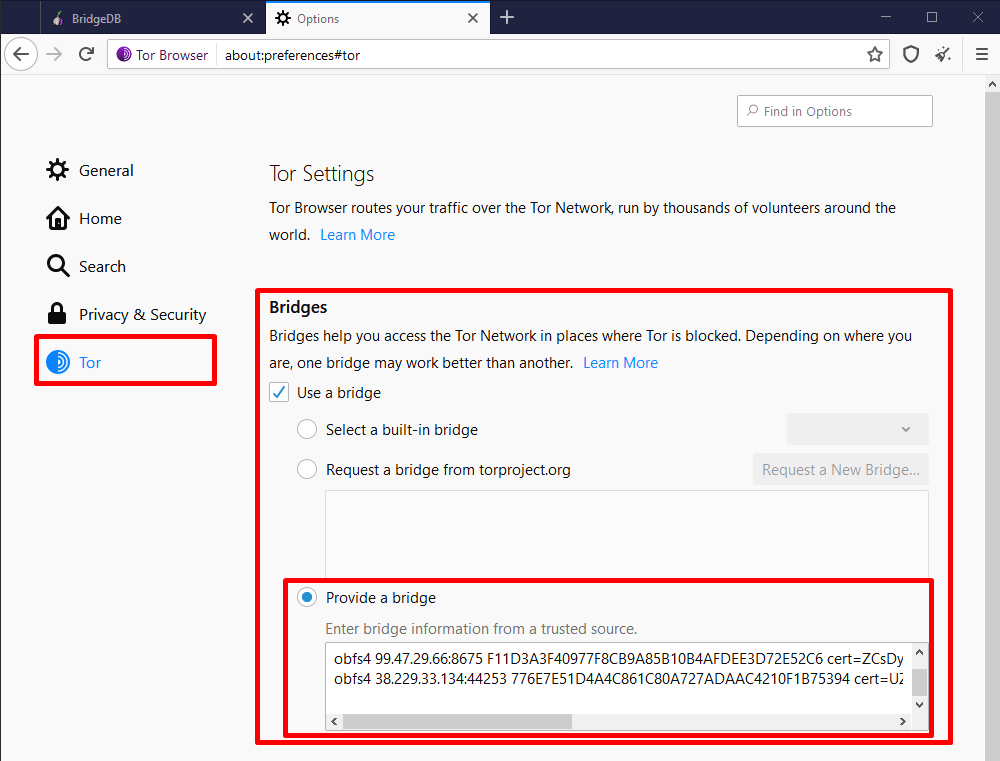 BridgeDB
Options
Tor Browser
about:preferences#tor
Find in Options
General
Home
Search
Privacy & Security
Tor
Tor Settings
Tor Browser routes your traffic over the Tor Network, run by thousands of volunteers around the
world. Learn More
Bridges
Bridges help you access the Tor Network in places where Tor is blocked. Depending on where you
are, one bridge may work better than another. Learn More
Use a bridge
Select a built-in bridge
Request a bridge from torproject.org
Request a New Bridge...
Provide a bridge
Enter bridge information from a trusted source.
obfs4 99.47.29.66:8675 F11D3A3F40977F8CB9A85B10B4AFDEE3D72E52C6 cert=ZCsDy
obfs4 38.229.33.134:44253 776E7E51D4A4C861C80A727ADAAC4210F1B75394 cert=UZ